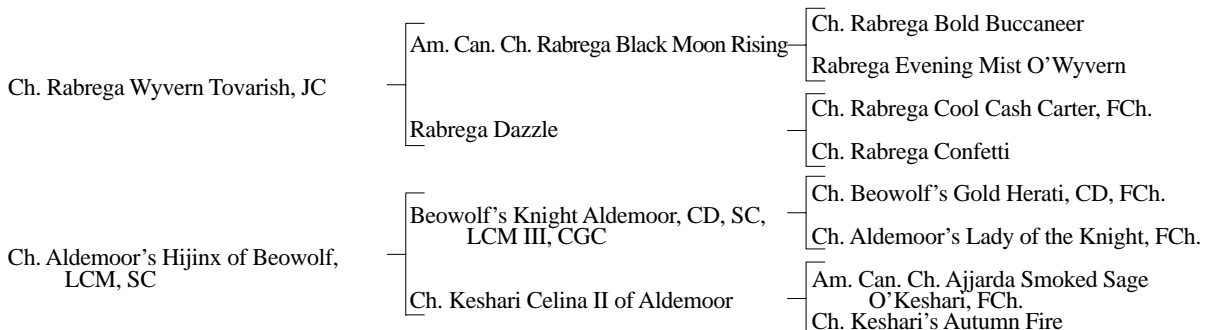 Ch. Rabrega Bold Buccaneer
Am. Can. Ch. Rabrega Black Moon Rising
Rabrega Evening Mist O’Wyvern
Ch. Rabrega Wyvern Tovarish, JC
Ch. Rabrega Cool Cash Carter, FCh.
Rabrega Dazzle
Ch. Rabrega Confetti
Ch. Beowolf’s Gold Herati, CD, FCh.
Beowolf’s Knight Aldemoor, CD, SC,
LCM III, CGC
Ch. Aldemoor’s Lady of the Knight, FCh.
Ch. Aldemoor’s Hijinx of Beowolf,
LCM, SC
Am. Can. Ch. Ajjarda Smoked Sage
O’Keshari, FCh.
Ch. Keshari Celina II of Aldemoor
Ch. Keshari’s Autumn Fire